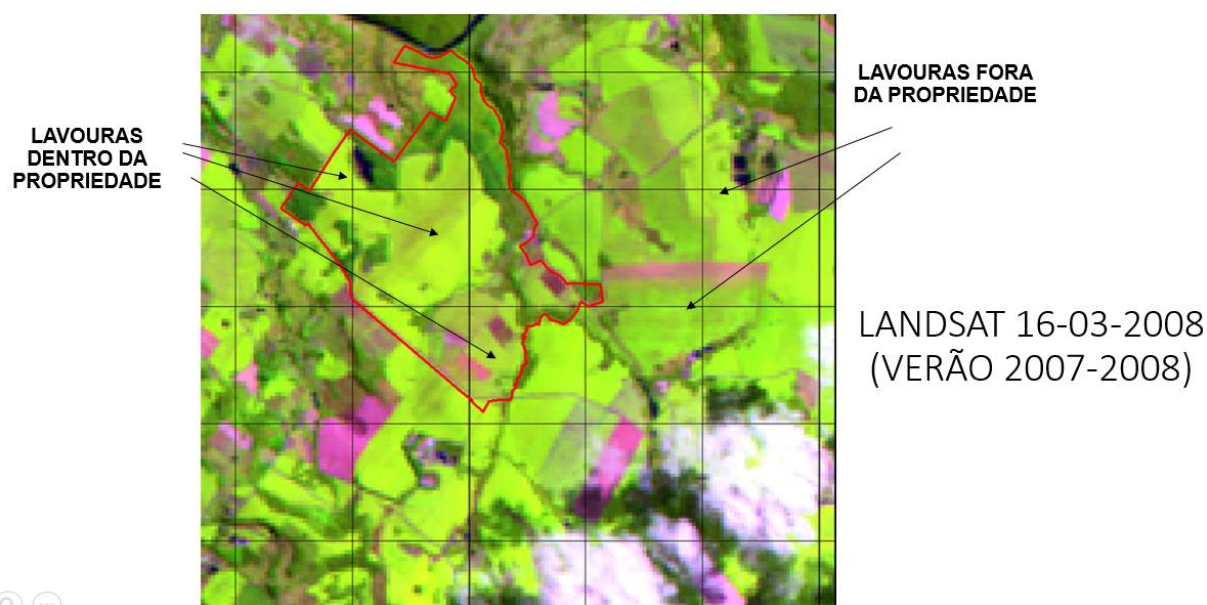 LAVOURAS
DENTRO DA
PROPRIEDADE
LAVOURAS FORA
DA PROPRIEDADE
LANDSAT 16-03-2008
(VERÃO 2007-2008)